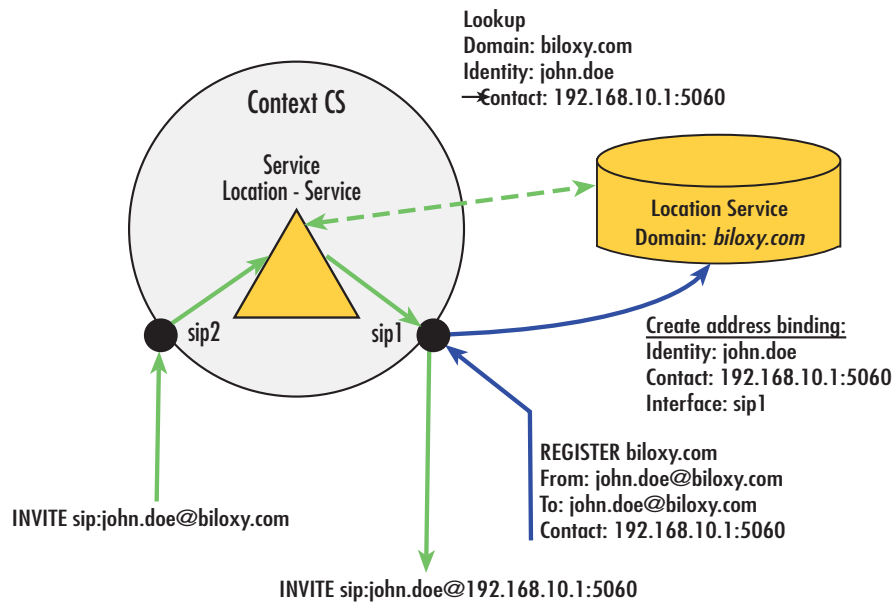 Lookup
Domain: biloxy.com
Identity: john.doe
Contact: 192.168.10.1:5060
Context CS
Service
Location - Service
Location Service
Domain: biloxy.com
sip2
sip1
Create address binding:
Identity: john.doe
Contact: 192.168.10.1:5060
Interface: sip1
REGISTER biloxy.com
From: john.doe@biloxy.com
To: john.doe@biloxy.com
Contact: 192.168.10.1:5060
INVITE sip:john.doe@biloxy.com
INVITE sip:john.doe@192.168.10.1:5060